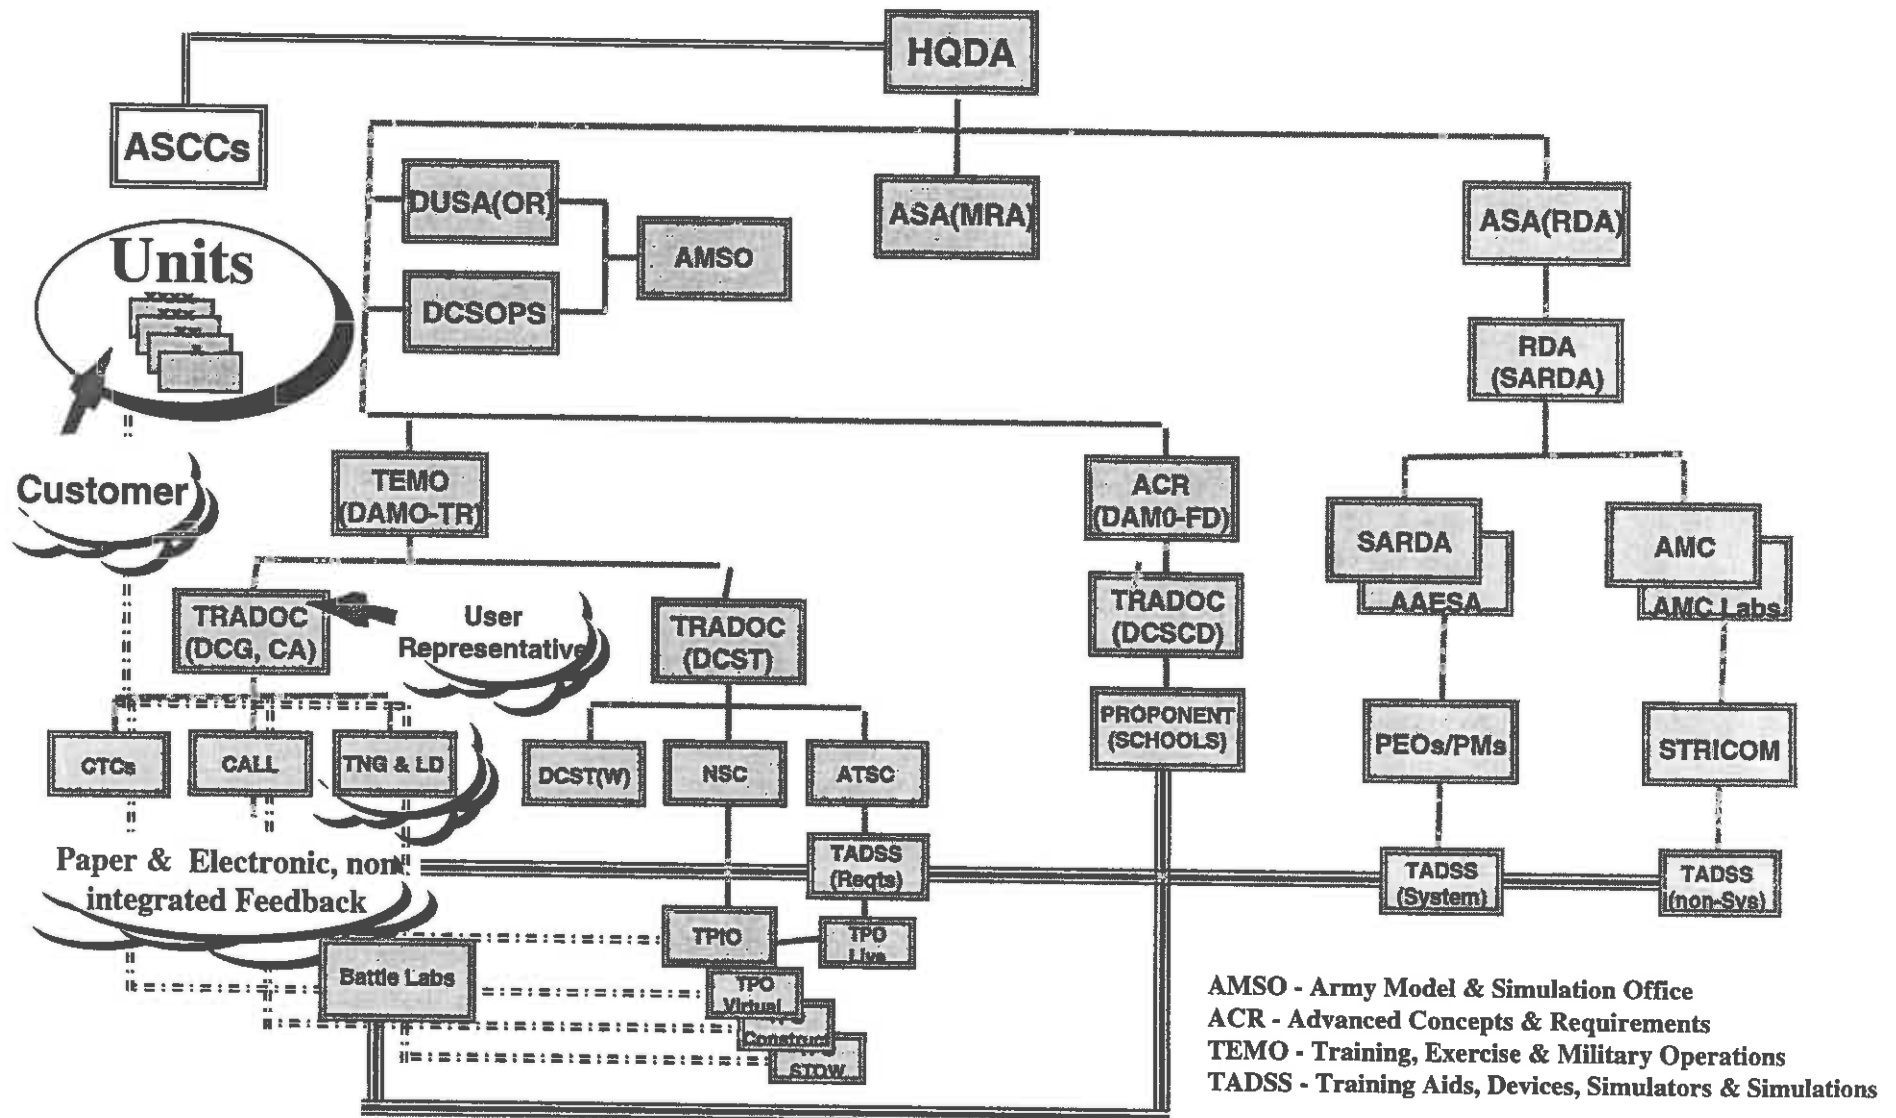 HQDA
ASCCs
DUSA(OR)
AMSO
DCSOPS
ASA(MRA)
ASA(RDA)
Units
xxxx
xxx
xx
x
RDA
(SARDA)
Customer
TEMO
(DAMO-TR)
ACR
(DAM0-FD)
SARDA
AAESA
AMC
AMC Labs
TRADOC
(DCG, CA)
User
Representative
TRADOC
(DCST)
TRADOC
(DCSCD)
CTCs
CALL
TNG & LD
DCST(W)
NSC
ATSC
PROPONENT
(SCHOOLS)
PEOs/PMs
STRICOM
Paper & Electronic, non
integrated Feedback
TADSS
(Reqts)
TADSS
(System)
TADSS
(non-Sys)
TPIO
TPO
Live
Battle Labs
TPO
Virtual
Construct
STOW
AMSO - Army Model & Simulation Office
ACR - Advanced Concepts & Requirements
TEMO - Training, Exercise & Military Operations
TADSS - Training Aids, Devices, Simulators & Simulations